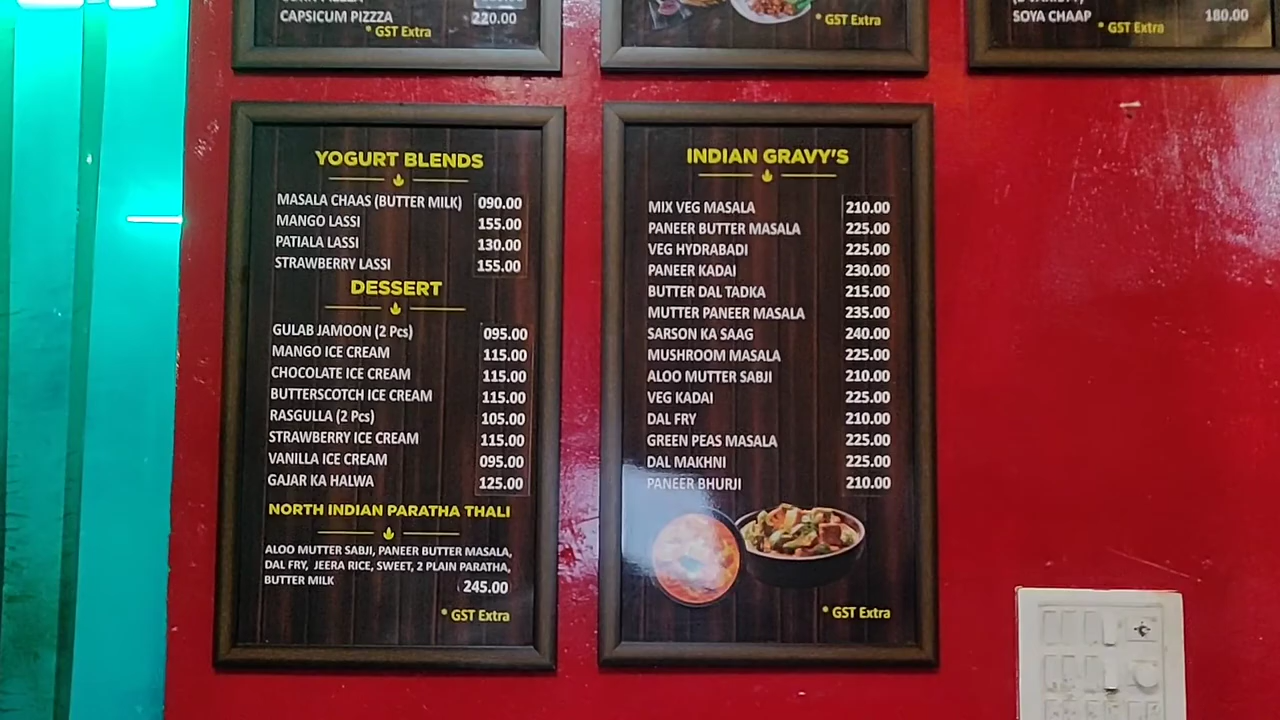 CAPSICUM PIZZZA 220.00
* GST Extra
* GST Extra
SOYA CHAAP 180.00
* GST Extra
YOGURT BLENDS
MASALA CHAAS (BUTTER MILK) 090.00
MANGO LASSI 155.00
PATIALA LASSI 130.00
STRAWBERRY LASSI 155.00
DESSERT
GULAB JAMOON (2 Pcs) 095.00
MANGO ICE CREAM 115.00
CHOCOLATE ICE CREAM 115.00
BUTTERSCOTCH ICE CREAM 115.00
RASGULLA (2 Pcs) 105.00
STRAWBERRY ICE CREAM 115.00
VANILLA ICE CREAM 095.00
GAJAR KA HALWA 125.00
NORTH INDIAN PARATHA THALI
ALOO MUTTER SABJI, PANEER BUTTER MASALA,
DAL FRY, JEERA RICE, SWEET, 2 PLAIN PARATHA,
BUTTER MILK 245.00
* GST Extra
INDIAN GRAVY'S
MIX VEG MASALA 210.00
PANEER BUTTER MASALA 225.00
VEG HYDRABADI 225.00
PANEER KADAI 230.00
BUTTER DAL TADKA 215.00
MUTTER PANEER MASALA 235.00
SARSON KA SAAG 240.00
MUSHROOM MASALA 225.00
ALOO MUTTER SABJI 210.00
VEG KADAI 225.00
DAL FRY 210.00
GREEN PEAS MASALA 225.00
DAL MAKHNI 225.00
PANEER BHURJI 210.00
* GST Extra